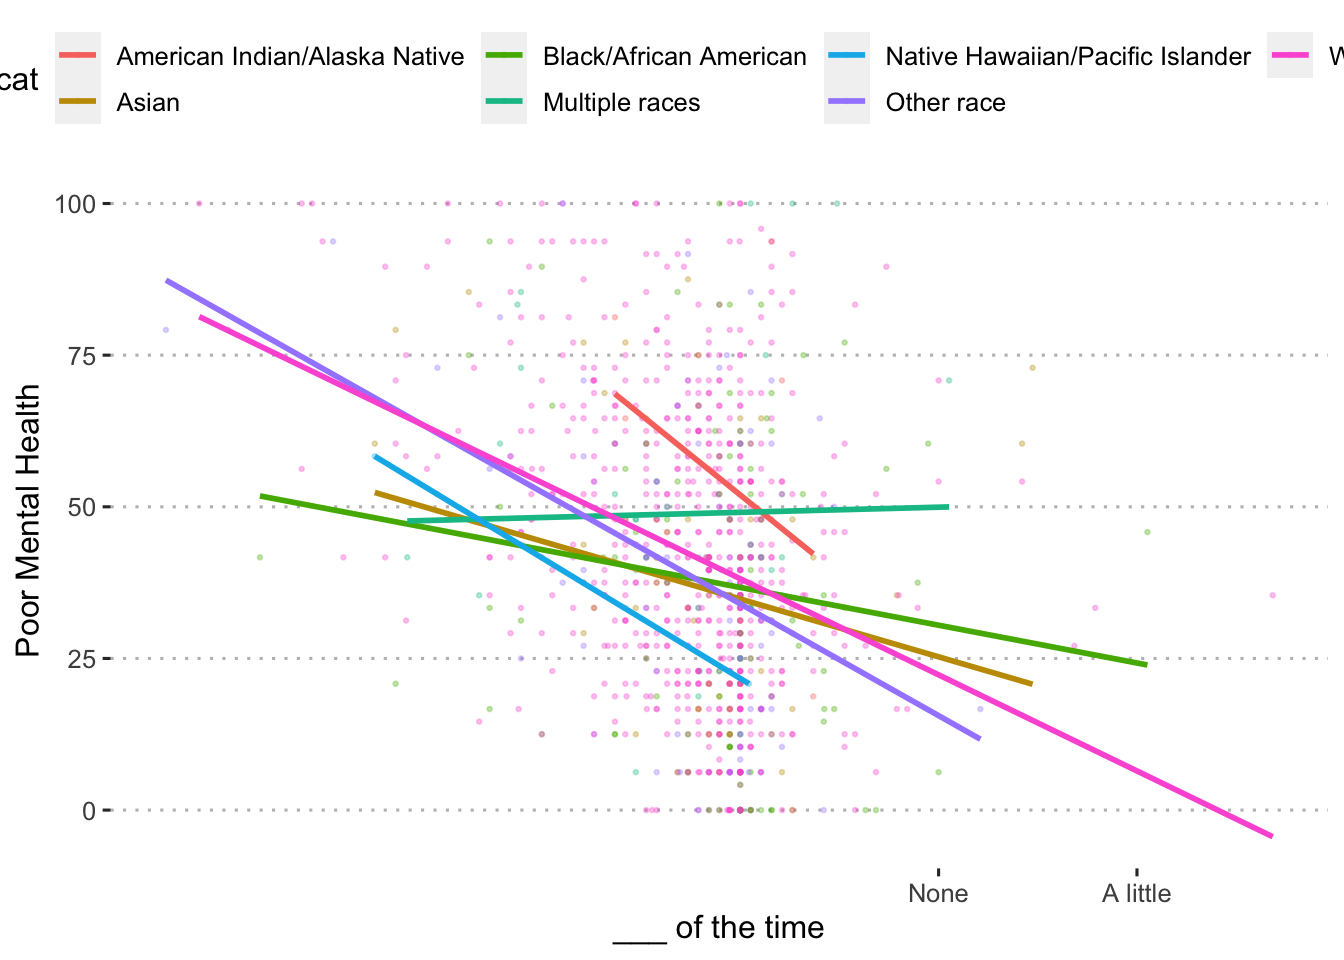 American Indian/Alaska Native Black/African American Native Hawaiian/Pacific Islander W
cat
Asian Multiple races Other race
100
75
50
25
0
Poor Mental Health
None A little
___ of the time